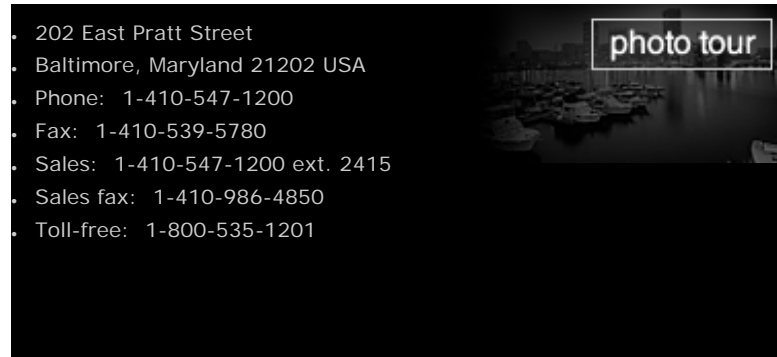 202 East Pratt Street
Baltimore, Maryland 21202 USA
Phone: 1-410-547-1200
Fax: 1-410-539-5780
Sales: 1-410-547-1200 ext. 2415
Sales fax: 1-410-986-4850
Toll-free: 1-800-535-1201
photo tour